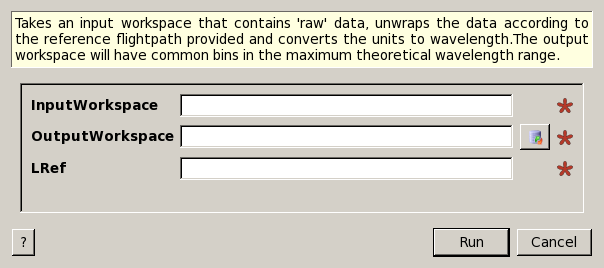 Takes an input workspace that contains 'raw' data, unwraps the data according to
the reference flightpath provided and converts the units to wavelength.The output
workspace will have common bins in the maximum theoretical wavelength range.
InputWorkspace
OutputWorkspace
LRef
? Run Cancel